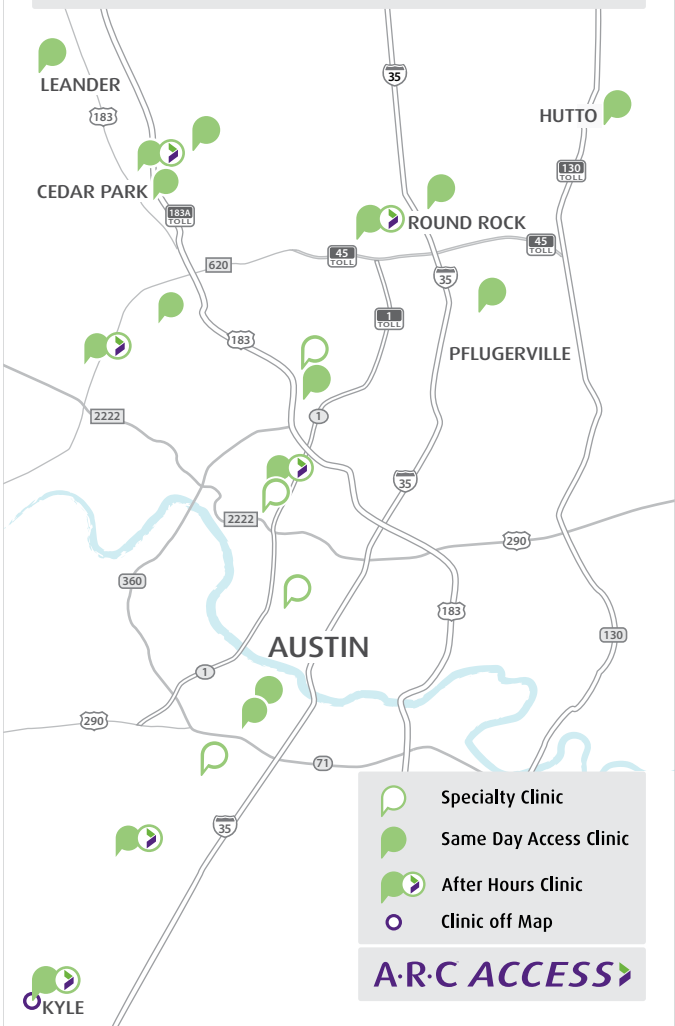 35
LEANDER
183
HUTTO
130
TOLL
CEDAR PARK
183A
TOLL
ROUND ROCK
45
TOLL
45
TOLL
620
35
1
TOLL
183
PFLUGERVILLE
2222
1
35
2222
290
360
183
130
AUSTIN
1
290
71
Specialty Clinic
35
Same Day Access Clinic
After Hours Clinic
Clinic off Map
A·R·C ACCESS
KYLE